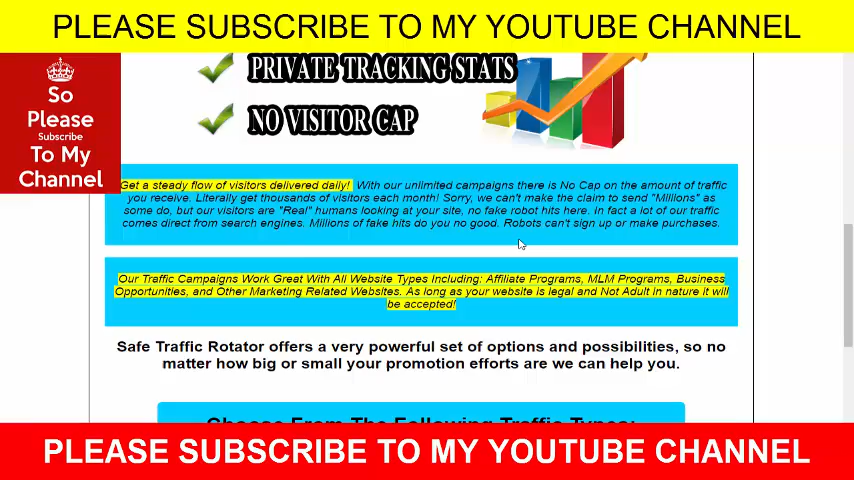 PLEASE SUBSCRIBE TO MY YOUTUBE CHANNEL
So
Please
Subscribe
To My
Channel
PRIVATE TRACKING STATS
NO VISITOR CAP
Get a steady flow of visitors delivered daily! With our unlimited campaigns there is No Cap on the amount of traffic
you receive. Literally get thousands of visitors each month! Sorry, we can't make the claim to send "Millions" as
some do, but our visitors are "Real" humans looking at your site, no fake robot hits here. In fact a lot of our traffic
comes direct from search engines. Millions of fake hits do you no good. Robots can't sign up or make purchases.
Our Traffic Campaigns Work Great With All Website Types Including: Affiliate Programs, MLM Programs, Business
Opportunities, and Other Marketing Related Websites. As long as your website is legal and Not Adult in nature it will
be accepted!
Safe Traffic Rotator offers a very powerful set of options and possibilities, so no
matter how big or small your promotion efforts are we can help you.
Choose From The Following Traffic Types:
PLEASE SUBSCRIBE TO MY YOUTUBE CHANNEL